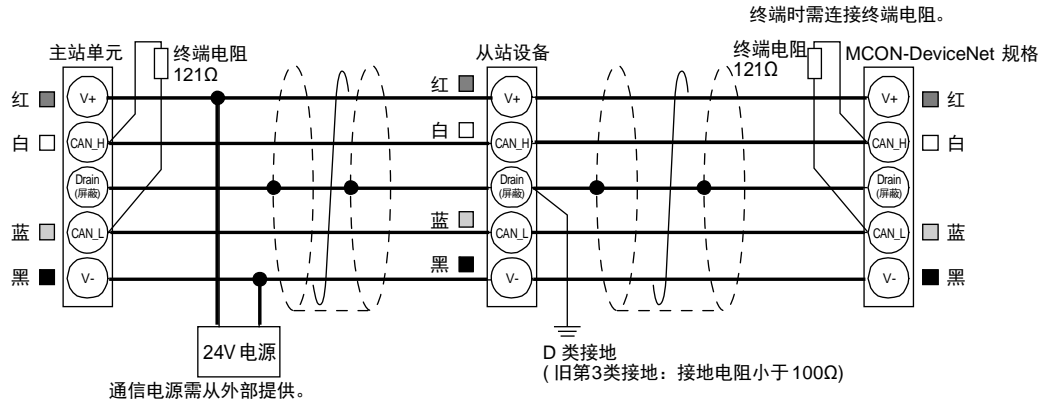 终端时需连接终端电阻。
主站单元
终端电阻
121Ω
从站设备
终端电阻
121Ω
MCON-DeviceNet 规格
红
V+
红
V+
V+
红
白
CAN_H
白
CAN_H
CAN_H
白
Drain
(屏蔽)
Drain
(屏蔽)
Drain
(屏蔽)
蓝
CAN_L
蓝
CAN_L
CAN_L
蓝
黑
V-
黑
V-
V-
黑
24V 电源
通信电源需从外部提供。
D 类接地
( 旧第3类接地：接地电阻小于100Ω)